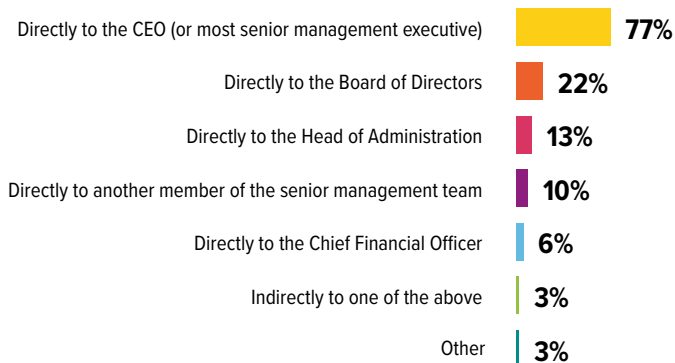 Directly to the CEO (or most senior management executive) 77%
Directly to the Board of Directors 22%
Directly to the Head of Administration 13%
Directly to another member of the senior management team 10%
Directly to the Chief Financial Officer 6%
Indirectly to one of the above 3%
Other 3%